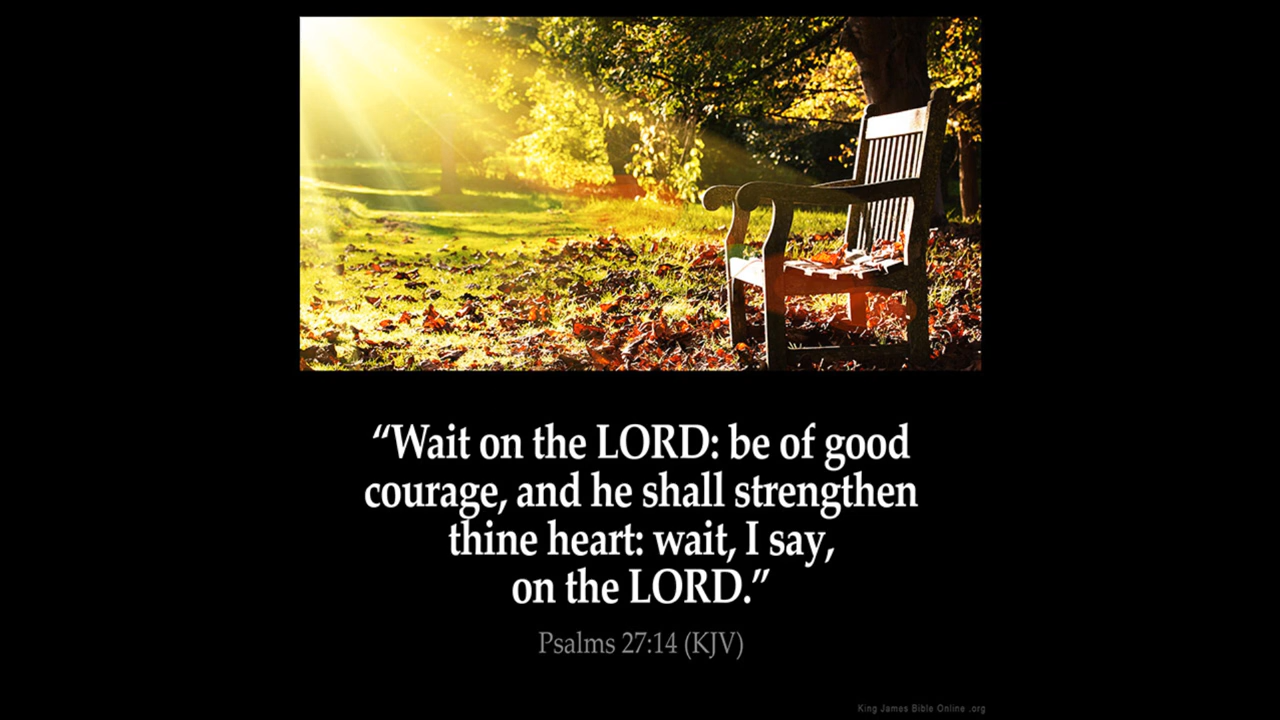 “Wait on the LORD: be of good
courage, and he shall strengthen
thine heart: wait, I say,
on the LORD.”
Psalms 27:14 (KJV)
King James Bible Online .org